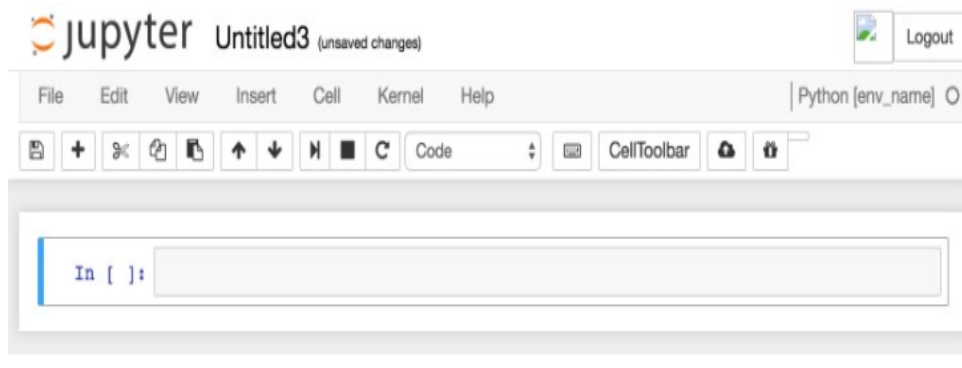 jupyter Untitled3 (unsaved changes) Logout
File Edit View Insert Cell Kernel Help Python [env_name]
Code CellToolbar
In [ ]: